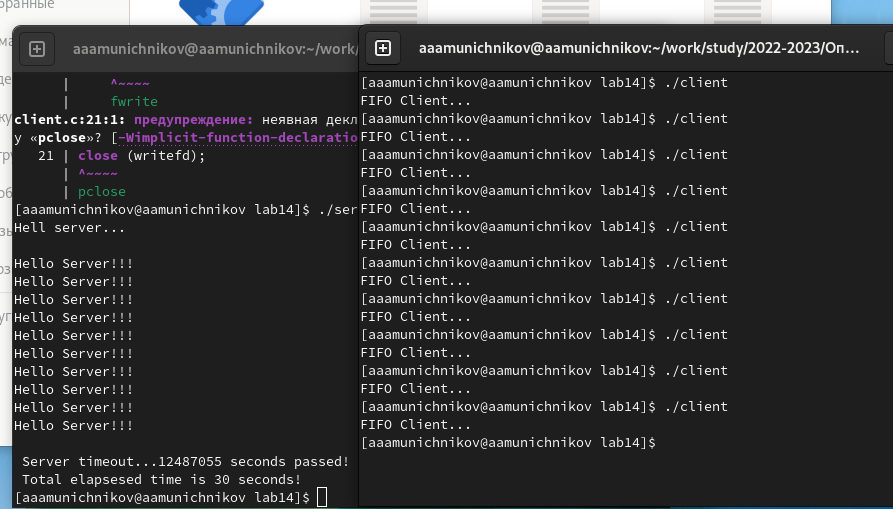 бранные
aaamunichnikov@aamunichnikov:~/work/
| ^~~~~
| fwrite
client.c:21:1: предупреждение: неявная декл
у «pclose»? [-Wimplicit-function-declaratio
21 | close (writefd);
| ^~~~~
| pclose
[aaamunichnikov@aamunichnikov lab14]$ ./ser
Hell server...
Hello Server!!!
Hello Server!!!
Hello Server!!!
Hello Server!!!
Hello Server!!!
Hello Server!!!
Hello Server!!!
Hello Server!!!
Hello Server!!!
Hello Server!!!
Server timeout...12487055 seconds passed!
Total elapsesed time is 30 seconds!
[aaamunichnikov@aamunichnikov lab14]$
aaamunichnikov@aamunichnikov:~/work/study/2022-2023/Оп...
[aaamunichnikov@aamunichnikov lab14]$ ./client
FIFO Client...
[aaamunichnikov@aamunichnikov lab14]$ ./client
FIFO Client...
[aaamunichnikov@aamunichnikov lab14]$ ./client
FIFO Client...
[aaamunichnikov@aamunichnikov lab14]$ ./client
FIFO Client...
[aaamunichnikov@aamunichnikov lab14]$ ./client
FIFO Client...
[aaamunichnikov@aamunichnikov lab14]$ ./client
FIFO Client...
[aaamunichnikov@aamunichnikov lab14]$ ./client
FIFO Client...
[aaamunichnikov@aamunichnikov lab14]$ ./client
FIFO Client...
[aaamunichnikov@aamunichnikov lab14]$ ./client
FIFO Client...
[aaamunichnikov@aamunichnikov lab14]$ ./client
FIFO Client...
[aaamunichnikov@aamunichnikov lab14]$